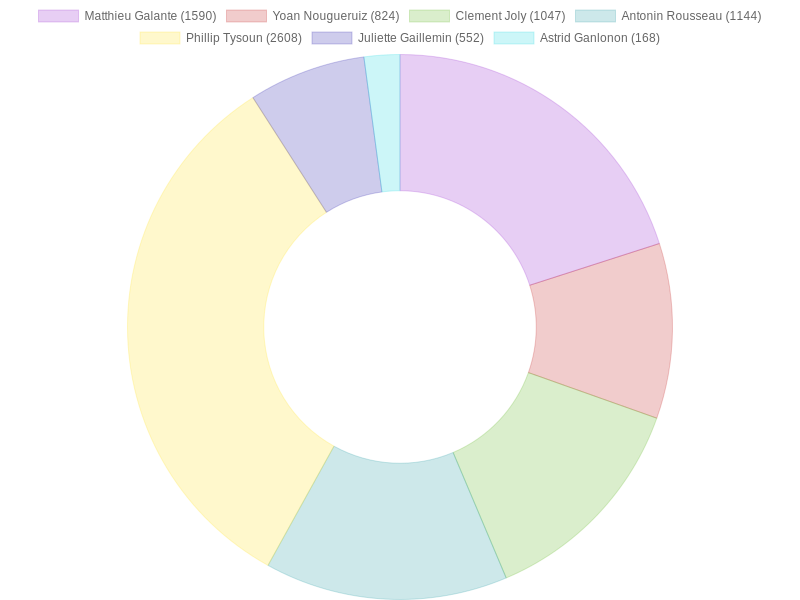 Matthieu Galante (1590) Yoan Nougueruiz (824) Clement Joly (1047) Antonin Rousseau (1144)
Phillip Tysoun (2608) Juliette Gaillemin (552) Astrid Ganlonon (168)